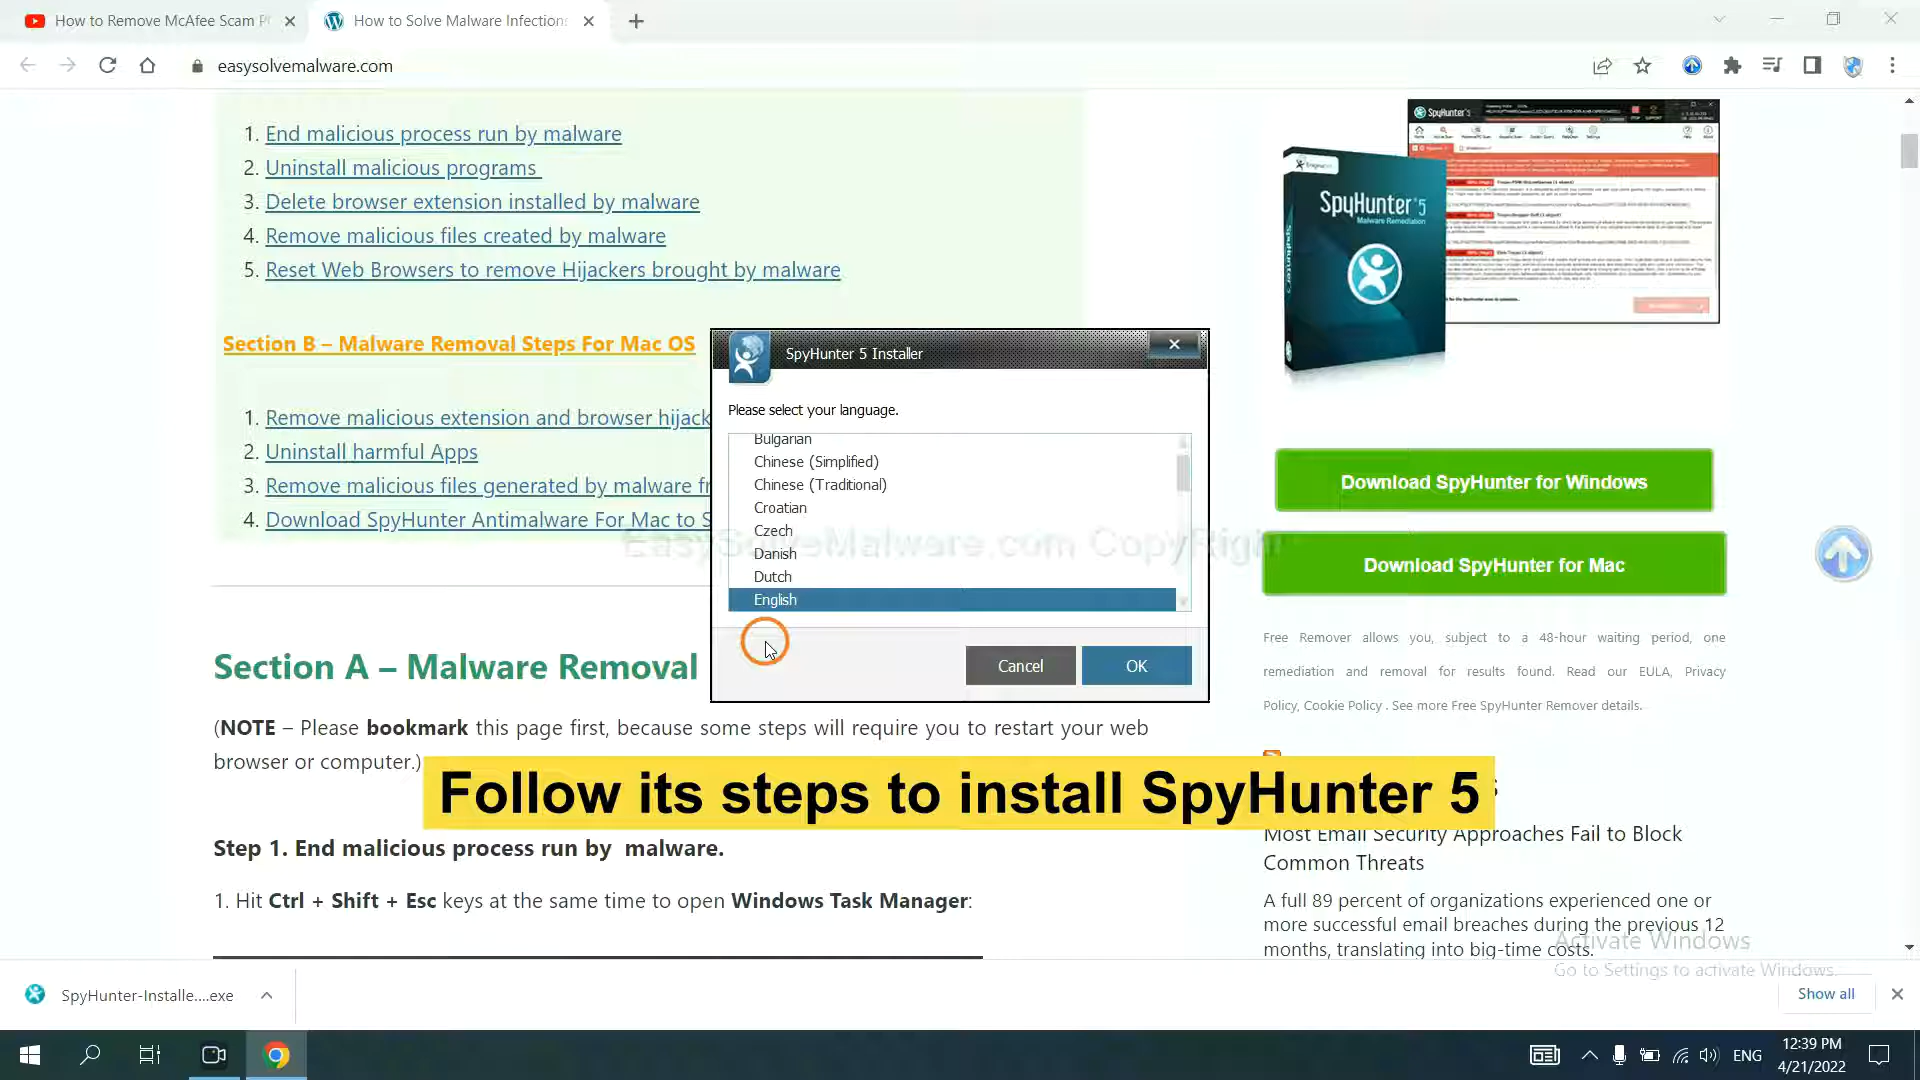 How to Remove McAfee Scam P
How to Solve Malware Infection
easysolvemalware.com
1. End malicious process run by malware
2. Uninstall malicious programs
3. Delete browser extension installed by malware
4. Remove malicious files created by malware
5. Reset Web Browsers to remove Hijackers brought by malware
Section B – Malware Removal Steps For Mac OS
1. Remove malicious extension and browser hijack
2. Uninstall harmful Apps
3. Remove malicious files generated by malware fr
4. Download SpyHunter Antimalware For Mac to S
SpyHunter 5 Installer
Please select your language.
Bulgarian
Chinese (Simplified)
Chinese (Traditional)
Croatian
Czech
Danish
Dutch
English
Cancel
OK
EasySolveMalware.com CopyRight
SpyHunter 5
SpyHunter 5
Malware Remediation
SpyHunter
Download SpyHunter for Windows
Download SpyHunter for Mac
Free Remover allows you, subject to a 48-hour waiting period, one
remediation and removal for results found. Read our EULA, Privacy
Policy, Cookie Policy . See more Free SpyHunter Remover details.
Section A – Malware Removal
(NOTE – Please bookmark this page first, because some steps will require you to restart your web
browser or computer.)
Follow its steps to install SpyHunter 5
Step 1. End malicious process run by malware.
1. Hit Ctrl + Shift + Esc keys at the same time to open Windows Task Manager:
Most Email Security Approaches Fail to Block
Common Threats
A full 89 percent of organizations experienced one or
more successful email breaches during the previous 12
months, translating into big-time costs.
Activate Windows
Go to Settings to activate Windows.
SpyHunter-Installe....exe
Show all
ENG
12:39 PM
4/21/2022